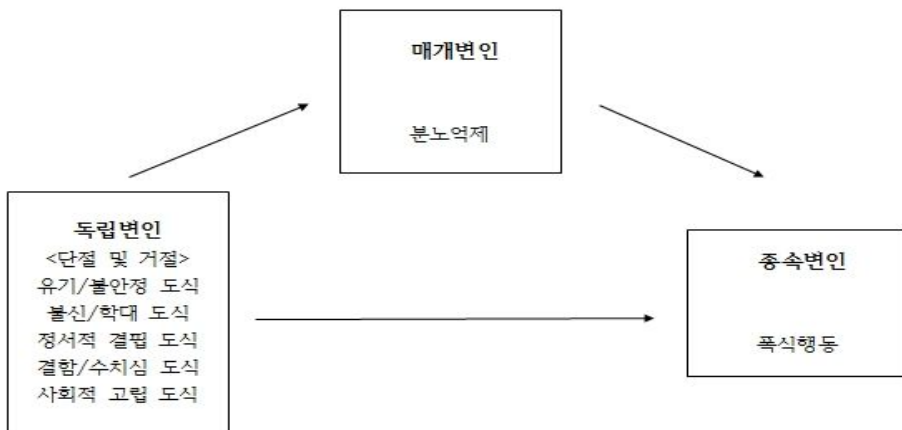 매개변인
분노억제
독립변인
<단절 및 거절>
유기/불안정 도식
불신/학대 도식
정서적 결핍 도식
결함/수치심 도식
사회적 고립 도식
종속변인
폭식행동